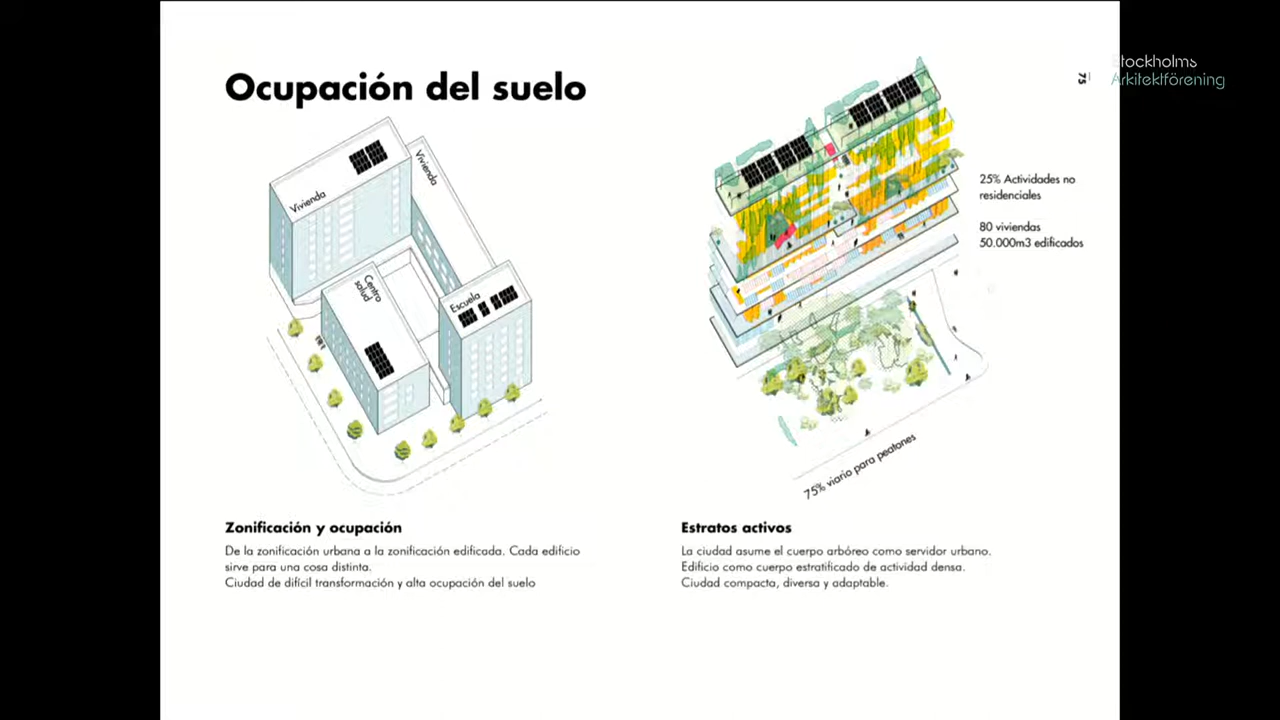 Ocupación del suelo
75
Stockholms
Arkitektförening
Vivienda
Vivienda
Centro
salud
Escuela
25% Actividades no
residenciales
80 viviendas
50.000m3 edificados
75% viario para peatones
Zonificación y ocupación
De la zonificación urbana a la zonificación edificada. Cada edificio
sirve para una cosa distinta.
Ciudad de difícil transformación y alta ocupación del suelo
Estratos activos
La ciudad asume el cuerpo arbóreo como servidor urbano.
Edificio como cuerpo estratificado de actividad densa.
Ciudad compacta, diversa y adaptable.